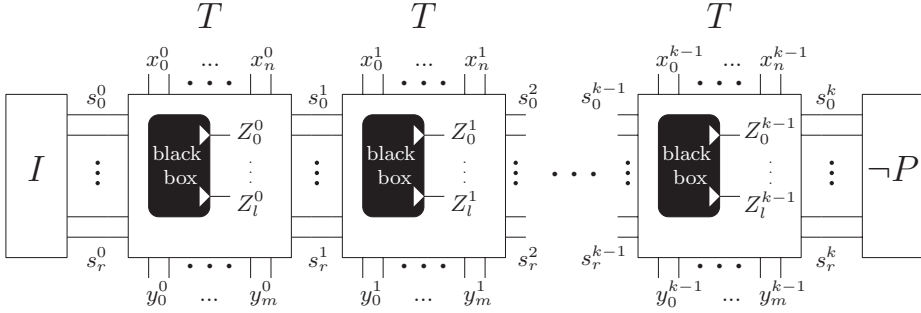 T T T
x_0^0 ... x_n^0 x_0^1 ... x_n^1 x_0^{k-1} ... x_n^{k-1}
s_0^0 s_0^1 s_0^2 s_0^{k-1} s_0^k
Z_0^0 Z_0^1 Z_0^{k-1}
I black box black box black box ¬P
Z_l^0 Z_l^1 Z_l^{k-1}
s_r^0 s_r^1 s_r^2 s_r^{k-1} s_r^k
y_0^0 ... y_m^0 y_0^1 ... y_m^1 y_0^{k-1} ... y_m^{k-1}